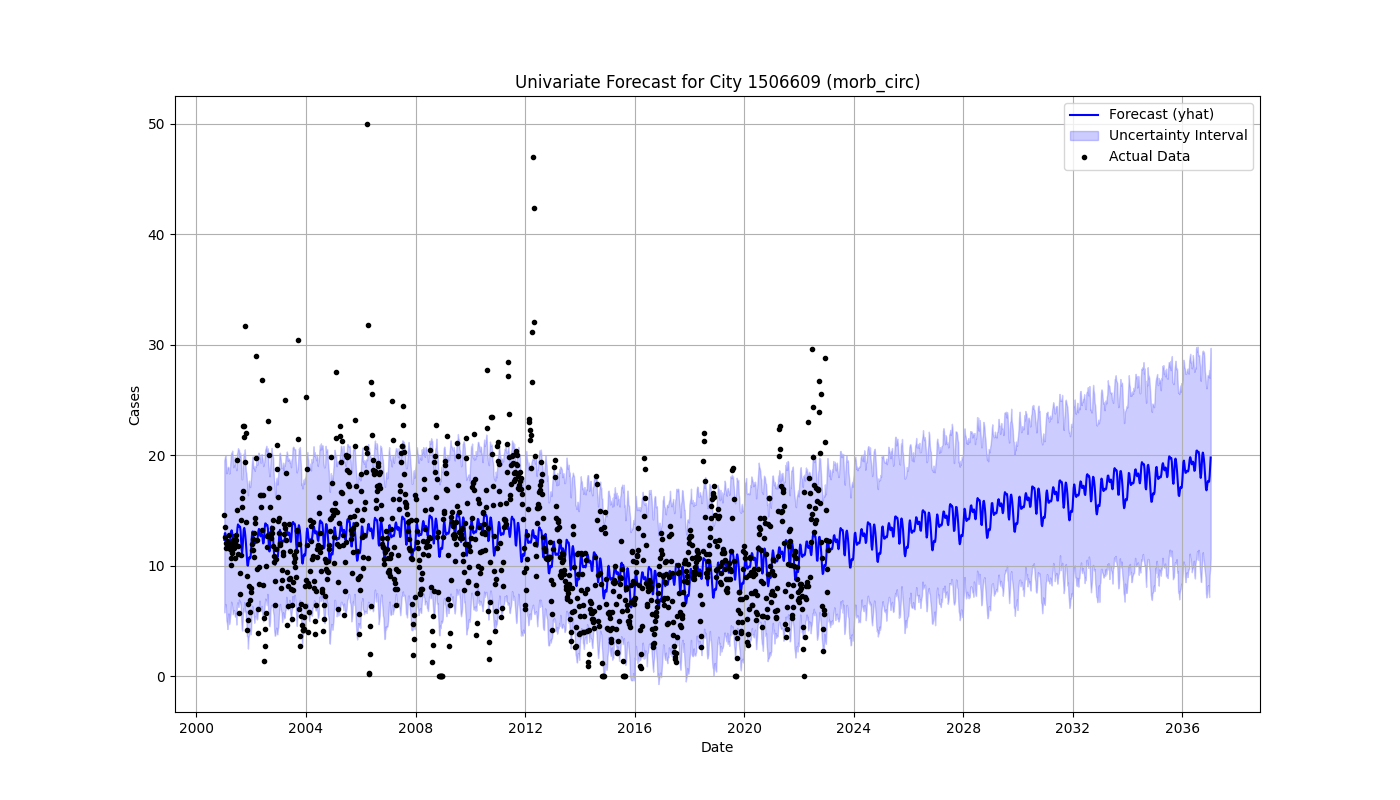 Univariate Forecast for City 1506609 (morb_circ)
Forecast (yhat)
Uncertainty Interval
Actual Data
50
40
30
20
10
0
Cases
2000 2004 2008 2012 2016 2020 2024 2028 2032 2036
Date